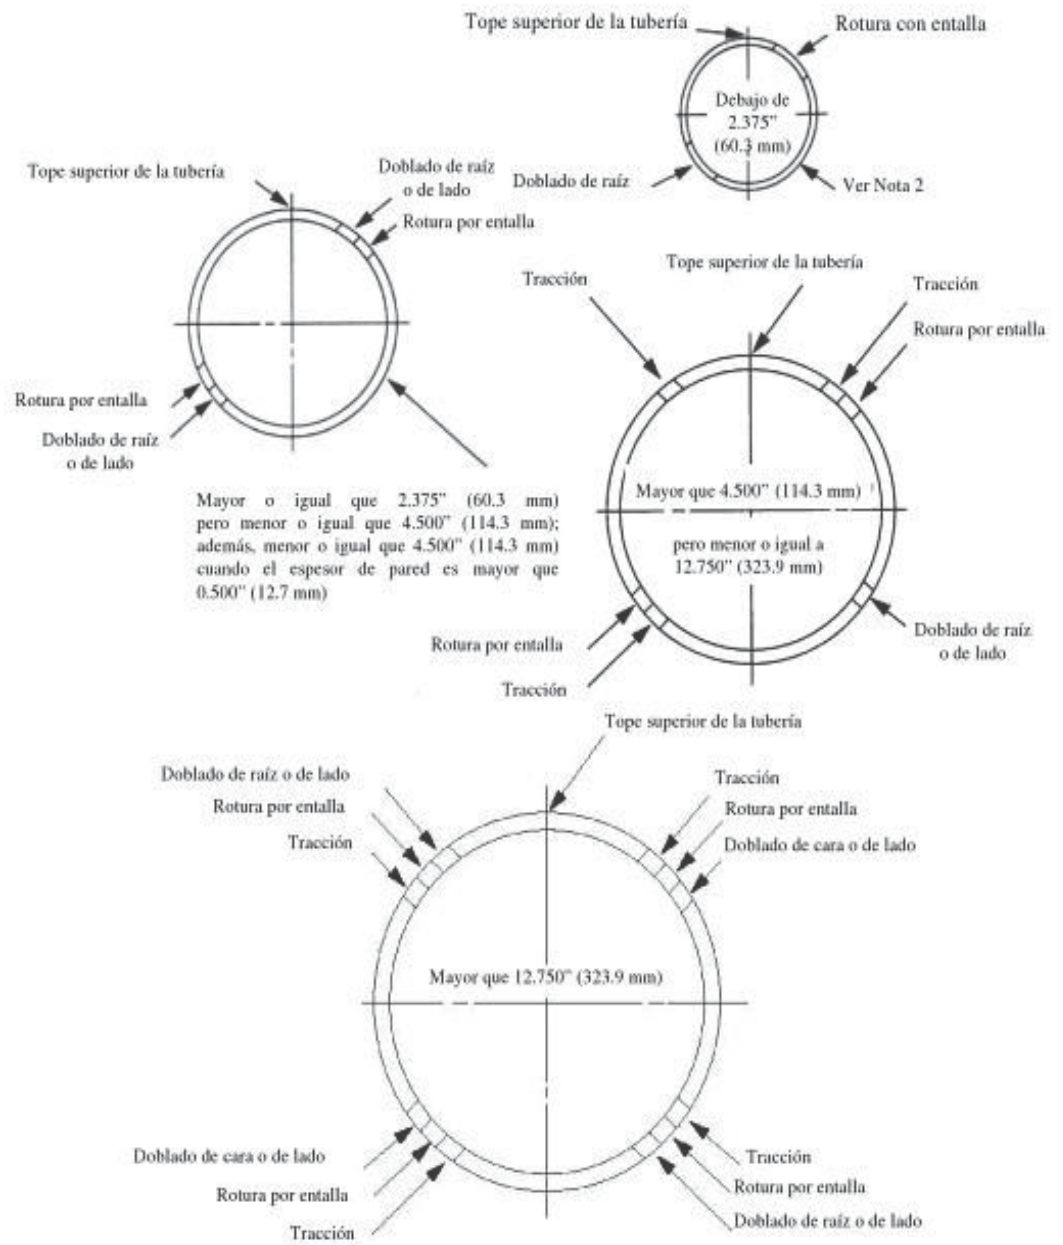 Tope superior de la tubería
Rotura con entalla
Debajo de
2.375"
(60.3 mm)
Doblado de raíz
Ver Nota 2
Tope superior de la tubería
Doblado de raíz
o de lado
Rotura por entalla
Rotura por entalla
Doblado de raíz
o de lado
Mayor o igual que 2.375" (60.3 mm)
pero menor o igual que 4.500" (114.3 mm);
además, menor o igual que 4.500" (114.3 mm)
cuando el espesor de pared es mayor que
0.500" (12.7 mm)
Tope superior de la tubería
Tracción
Tracción
Rotura por entalla
Mayor que 4.500" (114.3 mm)
pero menor o igual a
12.750" (323.9 mm)
Rotura por entalla
Tracción
Doblado de raíz
o de lado
Tope superior de la tubería
Doblado de raíz o de lado
Rotura por entalla
Tracción
Tracción
Rotura por entalla
Doblado de cara o de lado
Mayor que 12.750" (323.9 mm)
Doblado de cara o de lado
Rotura por entalla
Tracción
Tracción
Rotura por entalla
Doblado de raíz o de lado